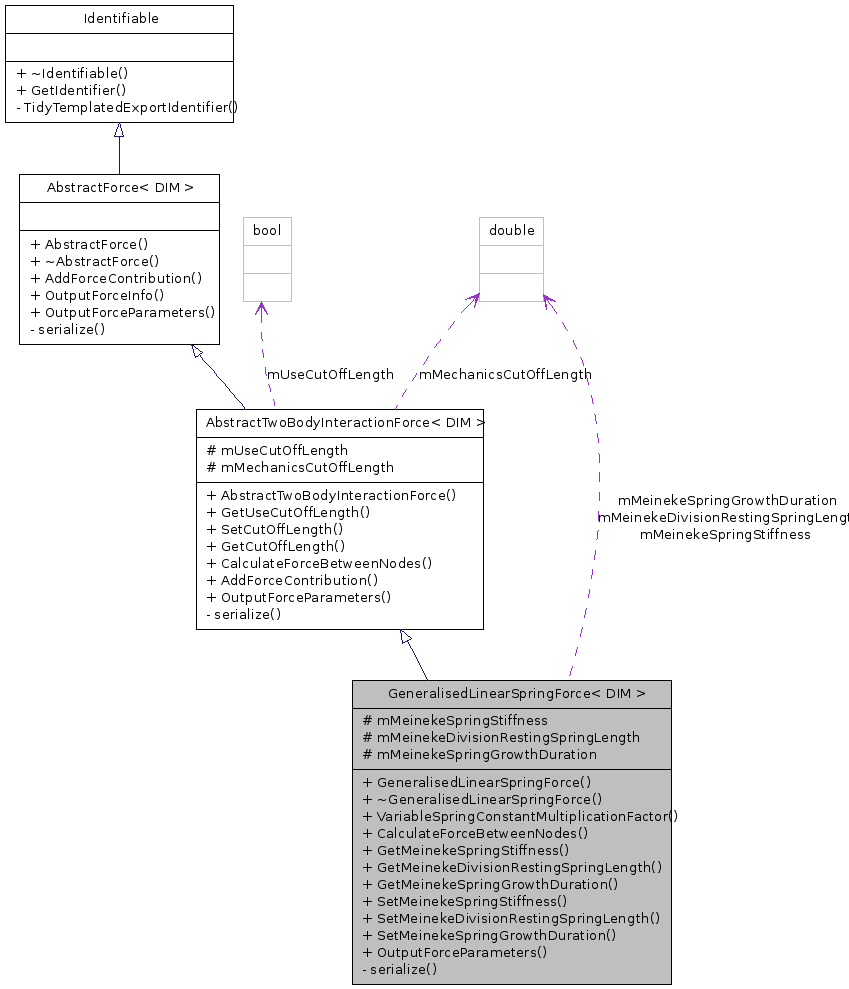 Identifiable
+ ~Identifiable()
+ GetIdentifier()
- TidyTemplatedExportIdentifier()
AbstractForce< DIM >
+ AbstractForce()
+ ~AbstractForce()
+ AddForceContribution()
+ OutputForceInfo()
+ OutputForceParameters()
- serialize()
bool
double
mUseCutOffLength
mMechanicsCutOffLength
AbstractTwoBodyInteractionForce< DIM >
# mUseCutOffLength
# mMechanicsCutOffLength
+ AbstractTwoBodyInteractionForce()
+ GetUseCutOffLength()
+ SetCutOffLength()
+ GetCutOffLength()
+ CalculateForceBetweenNodes()
+ AddForceContribution()
+ OutputForceParameters()
- serialize()
mMeinekeSpringGrowthDuration
mMeinekeDivisionRestingSpringLengt
mMeinekeSpringStiffness
GeneralisedLinearSpringForce< DIM >
# mMeinekeSpringStiffness
# mMeinekeDivisionRestingSpringLength
# mMeinekeSpringGrowthDuration
+ GeneralisedLinearSpringForce()
+ ~GeneralisedLinearSpringForce()
+ VariableSpringConstantMultiplicationFactor()
+ CalculateForceBetweenNodes()
+ GetMeinekeSpringStiffness()
+ GetMeinekeDivisionRestingSpringLength()
+ GetMeinekeSpringGrowthDuration()
+ SetMeinekeSpringStiffness()
+ SetMeinekeDivisionRestingSpringLength()
+ SetMeinekeSpringGrowthDuration()
+ OutputForceParameters()
- serialize()